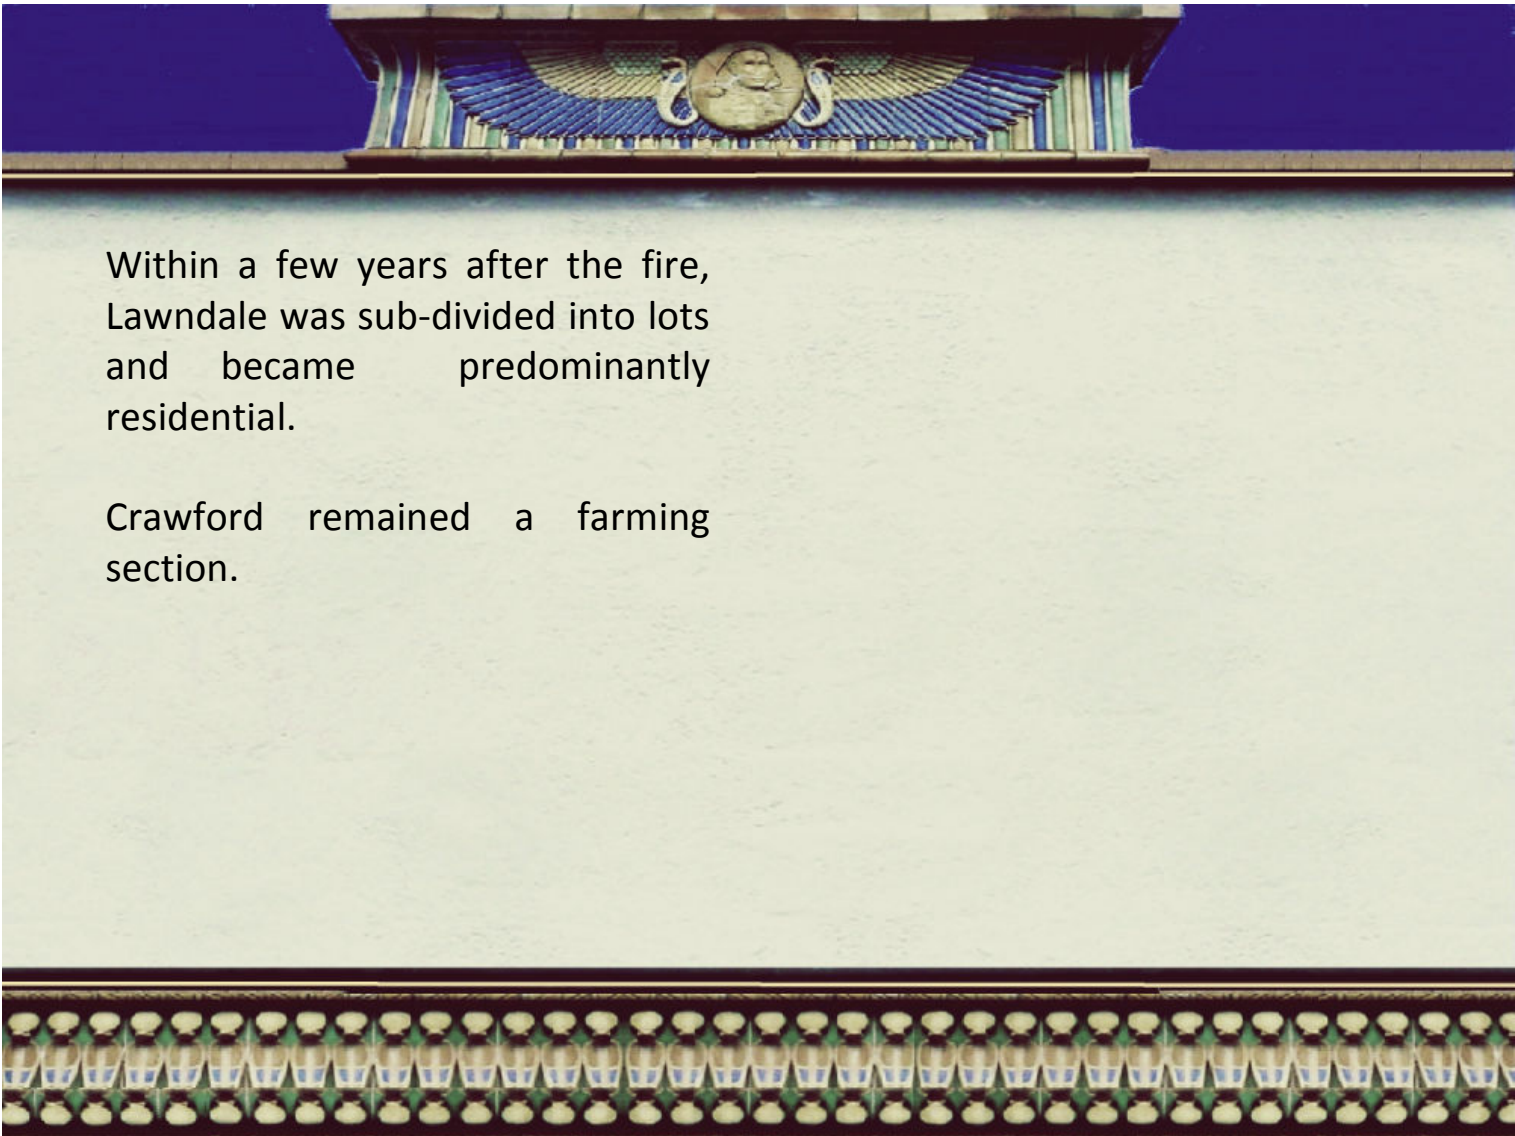 Within a few years after the fire,
Lawndale was sub-divided into lots
and became predominantly
residential.
Crawford remained a farming
section.